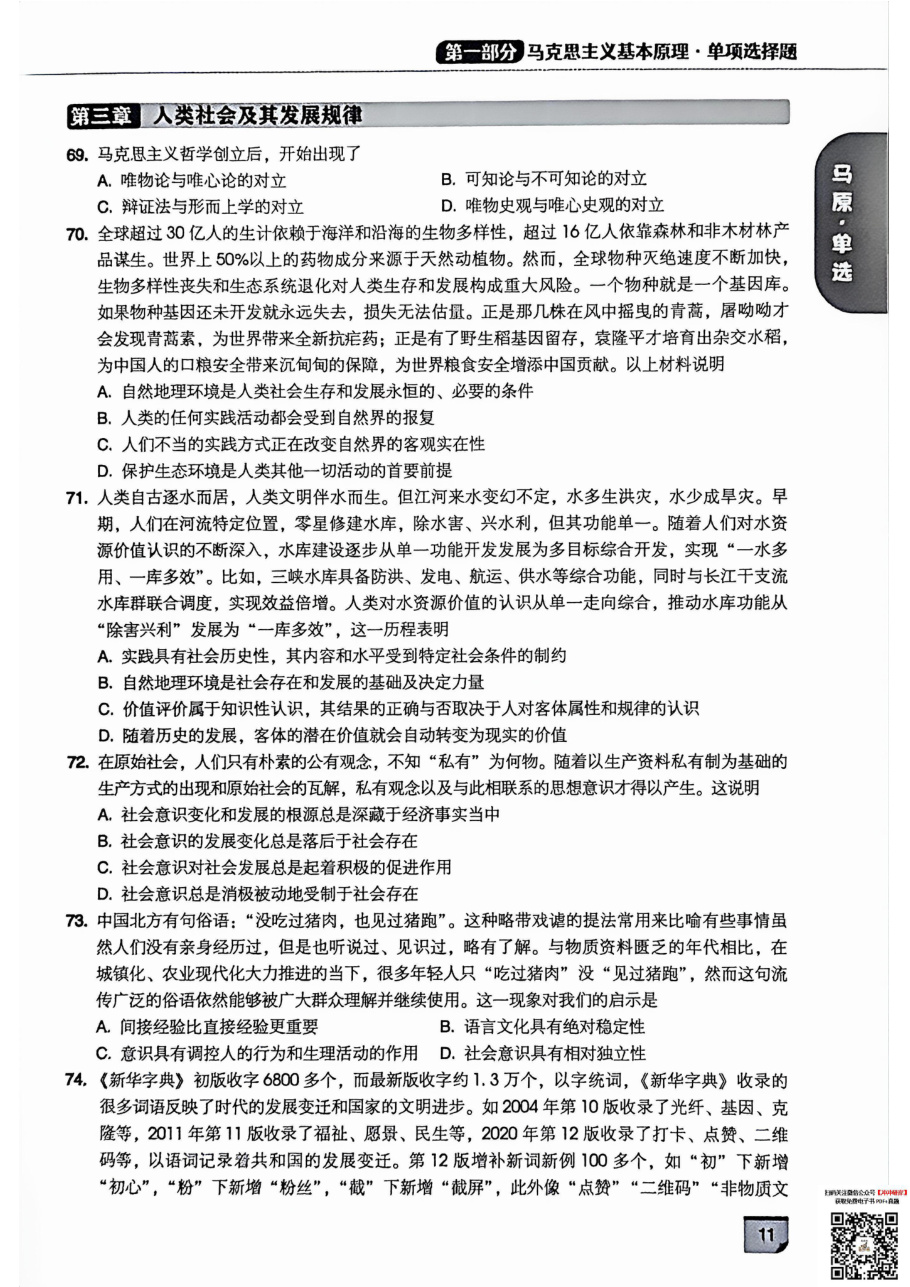 第一部分 马克思主义基本原理·单项选择题
第三章 人类社会及其发展规律
69. 马克思主义哲学创立后，开始出现了
A. 唯物论与唯心论的对立 B. 可知论与不可知论的对立
C. 辩证法与形而上学的对立 D. 唯物史观与唯心史观的对立
70. 全球超过 30 亿人的生计依赖于海洋和沿海的生物多样性，超过 16 亿人依靠森林和非木材林产
品谋生。世界上 50%以上的药物成分来源于天然动植物。然而，全球物种灭绝速度不断加快，
生物多样性丧失和生态系统退化对人类生存和发展构成重大风险。一个物种就是一个基因库。
如果物种基因还未开发就永远失去，损失无法估量。正是那几株在风中摇曳的青蒿，屠呦呦才
会发现青蒿素，为世界带来全新抗疟药；正是有了野生稻基因留存，袁隆平才培育出杂交水稻，
为中国人的口粮安全带来沉甸甸的保障，为世界粮食安全增添中国贡献。以上材料说明
A. 自然地理环境是人类社会生存和发展永恒的、必要的条件
B. 人类的任何实践活动都会受到自然界的报复
C. 人们不当的实践方式正在改变自然界的客观实在性
D. 保护生态环境是人类其他一切活动的首要前提
71. 人类自古逐水而居，人类文明伴水而生。但江河来水变幻不定，水多生洪灾，水少成旱灾。早
期，人们在河流特定位置，零星修建水库，除水害、兴水利，但其功能单一。随着人们对水资
源价值认识的不断深入，水库建设逐步从单一功能开发发展为多目标综合开发，实现“一水多
用、一库多效”。比如，三峡水库具备防洪、发电、航运、供水等综合功能，同时与长江干支流
水库群联合调度，实现效益倍增。人类对水资源价值的认识从单一走向综合，推动水库功能从
“除害兴利”发展为“一库多效”，这一历程表明
A. 实践具有社会历史性，其内容和水平受到特定社会条件的制约
B. 自然地理环境是社会存在和发展的基础及决定力量
C. 价值评价属于知识性认识，其结果的正确与否取决于人对客体属性和规律的认识
D. 随着历史的发展，客体的潜在价值就会自动转变为现实的价值
72. 在原始社会，人们只有朴素的公有观念，不知“私有”为何物。随着以生产资料私有制为基础的
生产方式的出现和原始社会的瓦解，私有观念以及与此相联系的思想意识才得以产生。这说明
A. 社会意识变化和发展的根源总是深藏于经济事实当中
B. 社会意识的发展变化总是落后于社会存在
C. 社会意识对社会发展总是起着积极的促进作用
D. 社会意识总是消极被动地受制于社会存在
73. 中国北方有句俗语：“没吃过猪肉，也见过猪跑”。这种略带戏谑的提法常用来比喻有些事情虽
然人们没有亲身经历过，但是也听说过、见识过，略有了解。与物质资料匮乏的年代相比，在
城镇化、农业现代化大力推进的当下，很多年轻人只“吃过猪肉”没“见过猪跑”，然而这句流
传广泛的俗语依然能够被广大群众理解并继续使用。这一现象对我们的启示是
A. 间接经验比直接经验更重要 B. 语言文化具有绝对稳定性
C. 意识具有调控人的行为和生理活动的作用 D. 社会意识具有相对独立性
74. 《新华字典》初版收字 6800 多个，而最新版收字约 1.3 万个，以字统词，《新华字典》收录的
很多词语反映了时代的发展变迁和国家的文明进步。如 2004 年第 10 版收录了光纤、基因、克
隆等，2011 年第 11 版收录了福祉、愿景、民生等，2020 年第 12 版收录了打卡、点赞、二维
码等，以语词记录着共和国的发展变迁。第 12 版增补新词新例 100 多个，如“初”下新增
“初心”，“粉”下新增“粉丝”，“截”下新增“截屏”，此外像“点赞”“二维码”“非物质文
马原·单选
11
扫码关注微信公众号
获取免费电子书 PDF+真题